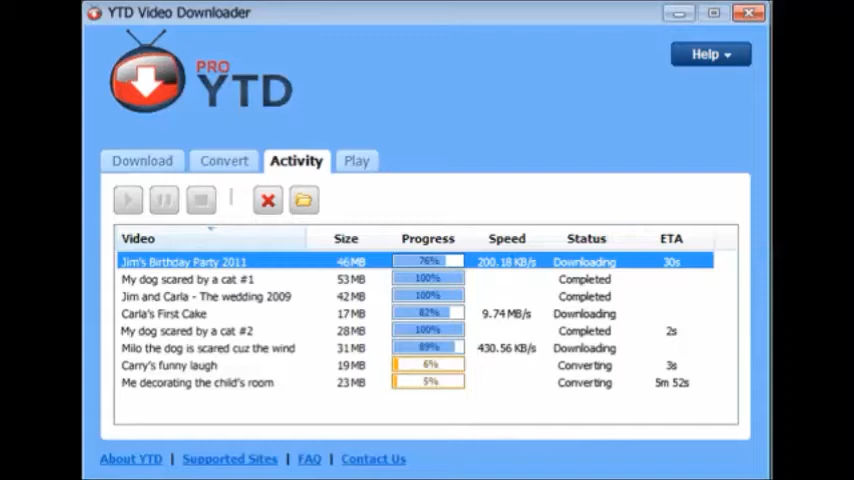 YTD Video Downloader
Help
PRO
YTD
Download Convert Activity Play
Video Size Progress Speed Status ETA
Jim's Birthday Party 2011 46MB 76% 200.18 KB/s Downloading 30s
My dog scared by a cat #1 53MB 100% Completed
Jim and Carla - The wedding 2009 42MB 100% Completed
Carla's First Cake 17MB 82% 9.74MB/s Downloading
My dog scared by a cat #2 28MB 100% Completed 2s
Milo the dog is scared cuz the wind 31MB 89% 430.56 KB/s Downloading
Carry's funny laugh 19MB 6% Converting 3s
Me decorating the child's room 23MB 5% Converting 5m 52s
About YTD | Supported Sites | FAQ | Contact Us